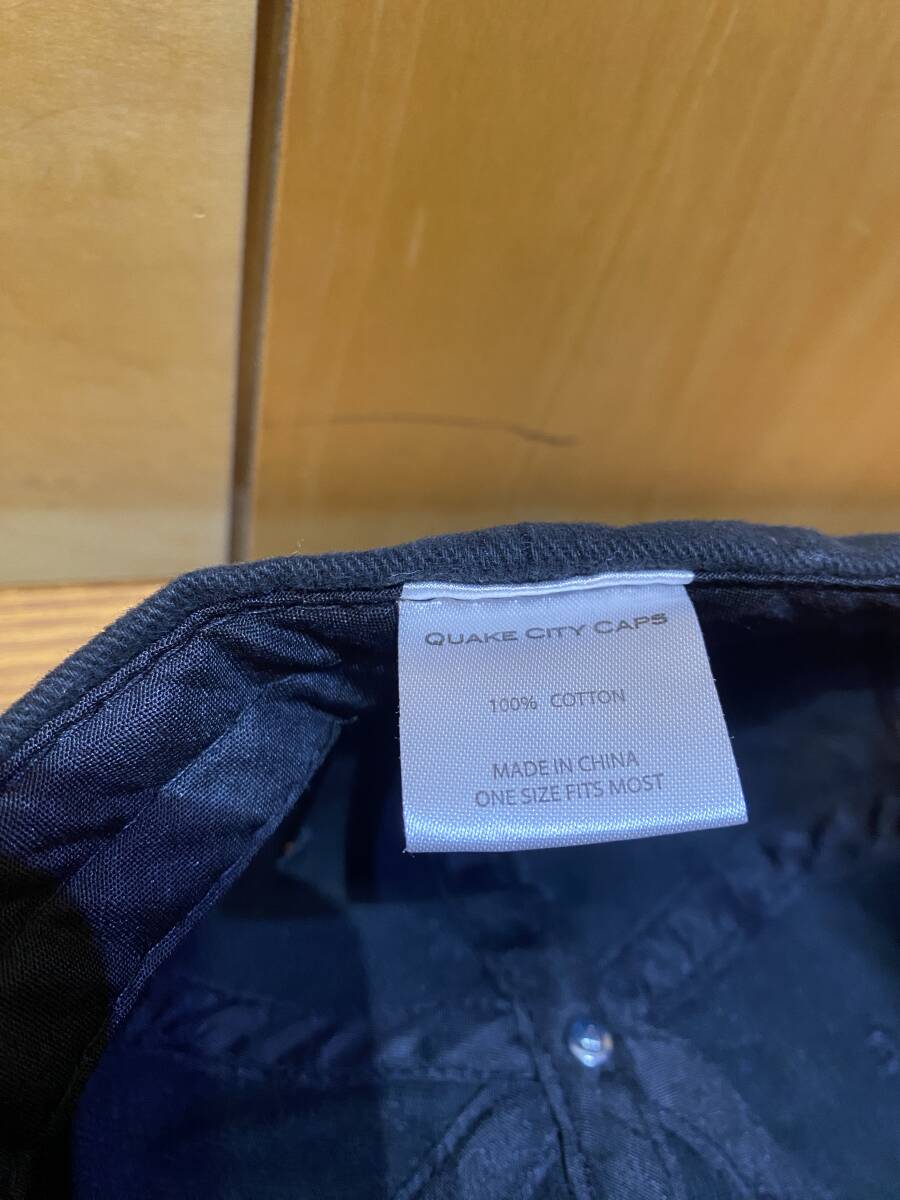 QUAKE CITY CAPS
100% COTTON
MADE IN CHINA
ONE SIZE FITS MOST